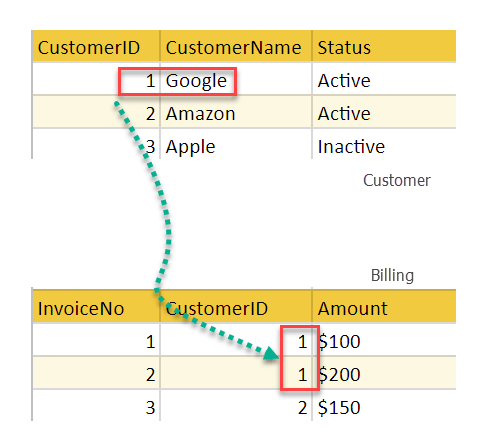 CustomerID CustomerName Status
1 Google Active
2 Amazon Active
3 Apple Inactive
Customer
Billing
InvoiceNo CustomerID Amount
1 1 $100
2 1 $200
3 2 $150